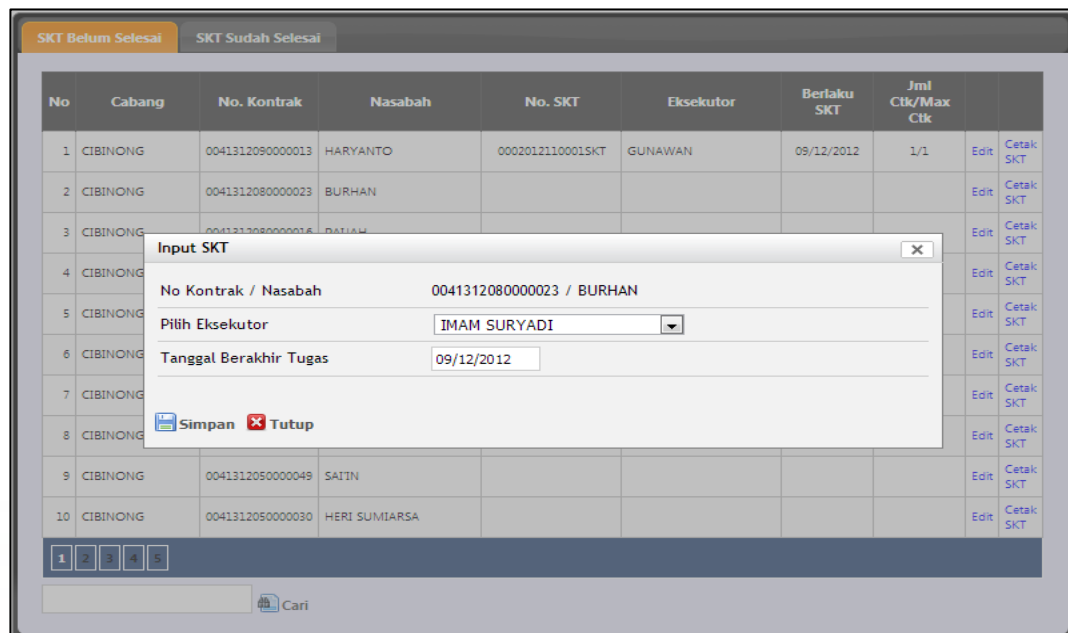 SKT Belum Selesai SKT Sudah Selesai
No Cabang No. Kontrak Nasabah No. SKT Eksekutor Berlaku SKT Jml Ctk/Max Ctk
1 CIBINONG 0041312090000013 HARYANTO 0002012110001SKT GUNAWAN 09/12/2012 1/1 Edit Cetak SKT
2 CIBINONG 0041312080000023 BURHAN Edit Cetak SKT
3 CIBINONG 0041312080000016 Edit Cetak SKT
Input SKT
4 CIBINONG Edit Cetak SKT
No Kontrak / Nasabah 0041312080000023 / BURHAN
5 CIBINONG Edit Cetak SKT
Pilih Eksekutor IMAM SURYADI
6 CIBINONG Edit Cetak SKT
Tanggal Berakhir Tugas 09/12/2012
7 CIBINONG Edit Cetak SKT
Simpan Tutup
8 CIBINONG Edit Cetak SKT
9 CIBINONG 0041312050000049 Edit Cetak SKT
10 CIBINONG 0041312050000030 HERI SUMIARSA Edit Cetak SKT
1 2 3 4 5
Cari